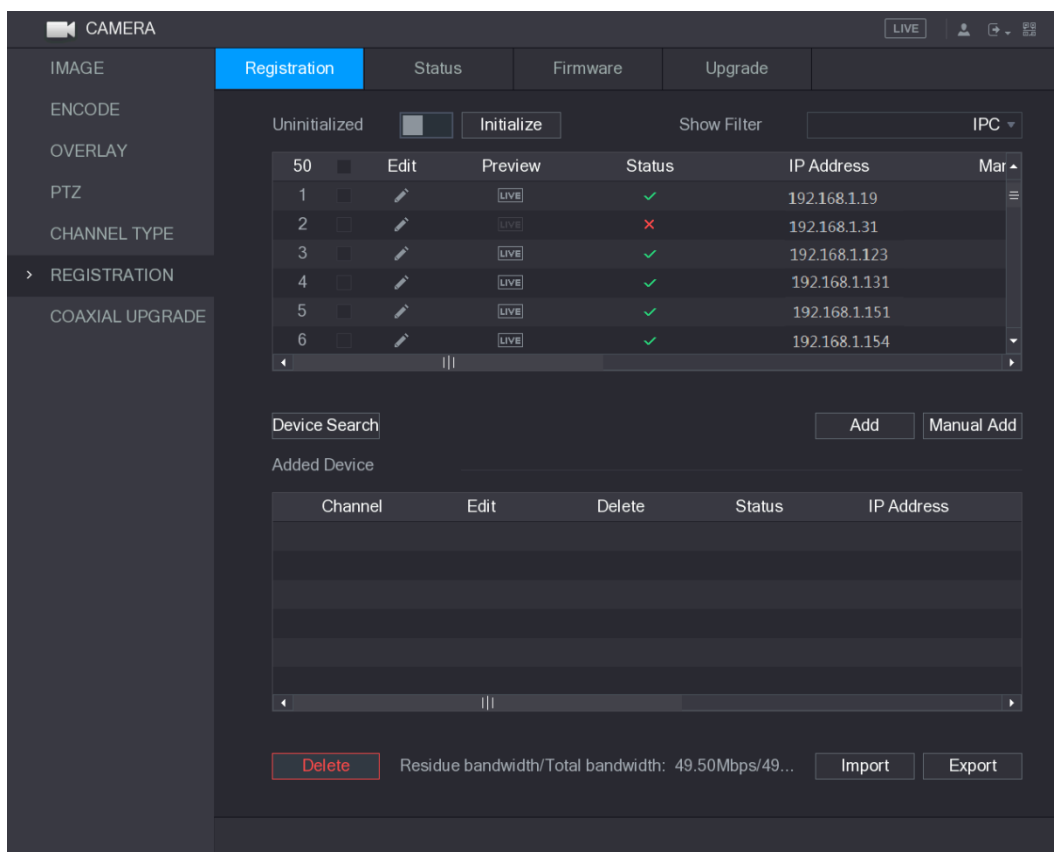 CAMERA LIVE
IMAGE
ENCODE
OVERLAY
PTZ
CHANNEL TYPE
REGISTRATION
COAXIAL UPGRADE
Registration Status Firmware Upgrade
Uninitialized Initialize Show Filter IPC
50 Edit Preview Status IP Address Mar
1 LIVE 192.168.1.19
2 LIVE 192.168.1.31
3 LIVE 192.168.1.123
4 LIVE 192.168.1.131
5 LIVE 192.168.1.151
6 LIVE 192.168.1.154
Device Search Add Manual Add
Added Device
Channel Edit Delete Status IP Address
Delete Residue bandwidth/Total bandwidth: 49.50Mbps/49... Import Export